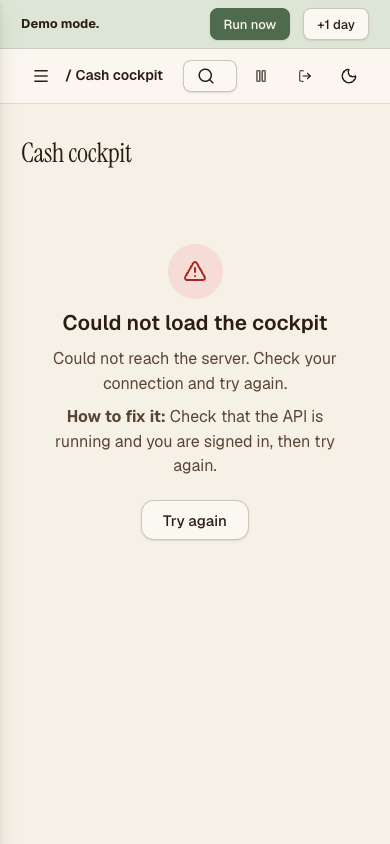 Demo mode.
Run now
+1 day
/ Cash cockpit
Cash cockpit
Could not load the cockpit
Could not reach the server. Check your
connection and try again.
How to fix it: Check that the API is
running and you are signed in, then try
again.
Try again